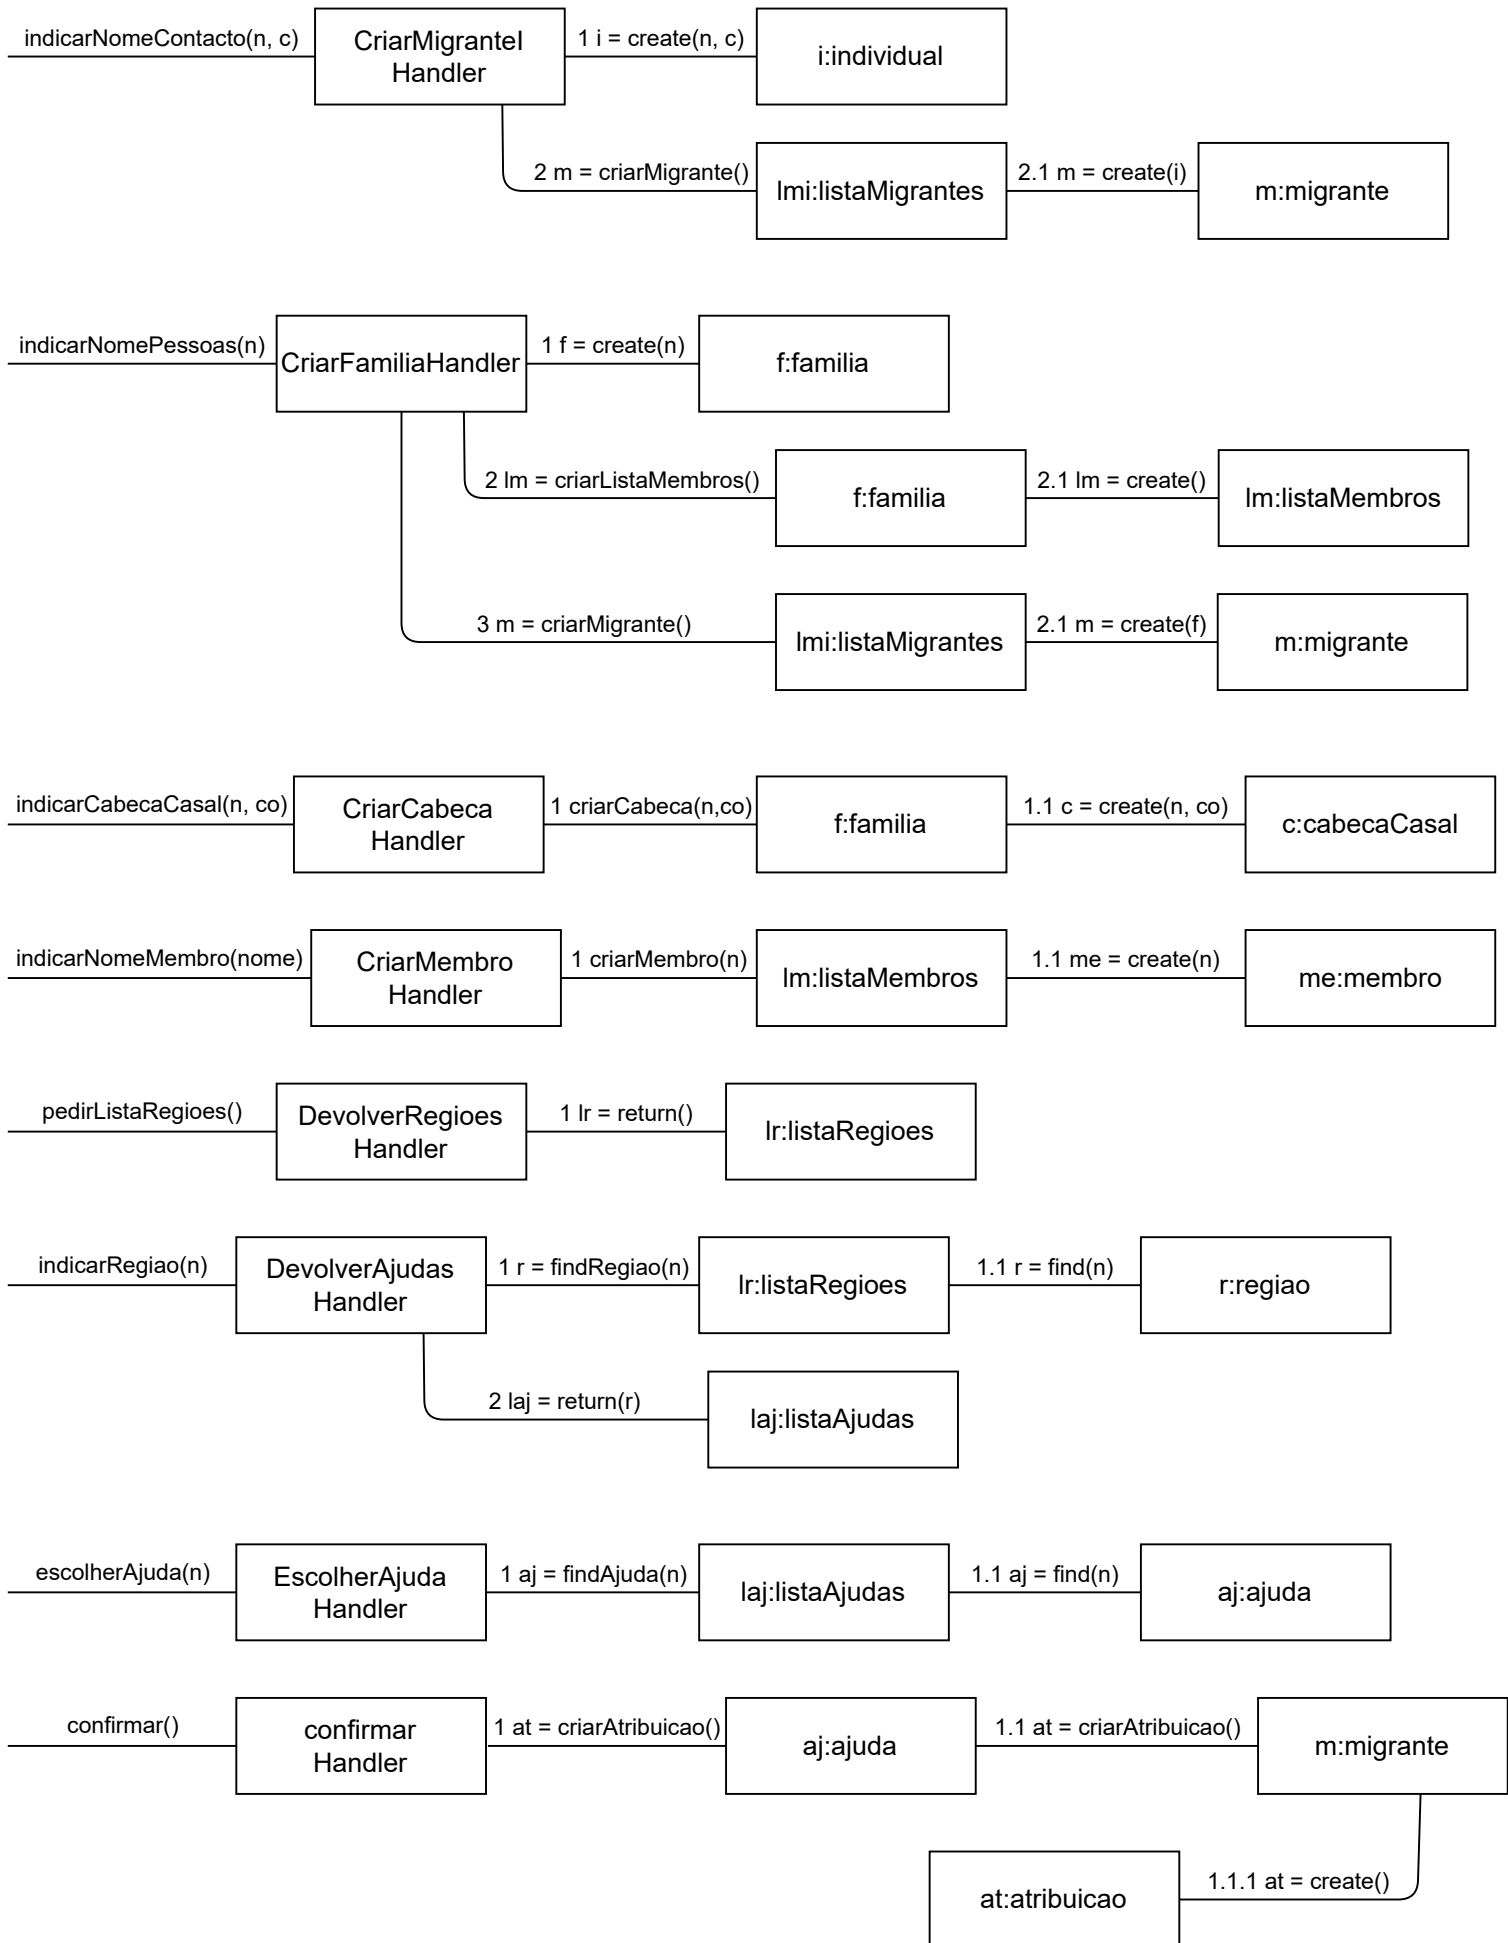 indicarNomeContacto(n, c)
CriarMigranteI
Handler
1 i = create(n, c)
i:individual
2 m = criarMigrante()
lmi:listaMigrantes
2.1 m = create(i)
m:migrante
indicarNomePessoas(n)
CriarFamiliaHandler
1 f = create(n)
f:familia
2 lm = criarListaMembros()
f:familia
2.1 lm = create()
lm:listaMembros
3 m = criarMigrante()
lmi:listaMigrantes
2.1 m = create(f)
m:migrante
indicarCabecaCasal(n, co)
CriarCabeca
Handler
1 criarCabeca(n,co)
f:familia
1.1 c = create(n, co)
c:cabecaCasal
indicarNomeMembro(nome)
CriarMembro
Handler
1 criarMembro(n)
lm:listaMembros
1.1 me = create(n)
me:membro
pedirListaRegioes()
DevolverRegioes
Handler
1 lr = return()
lr:listaRegioes
indicarRegiao(n)
DevolverAjudas
Handler
1 r = findRegiao(n)
lr:listaRegioes
1.1 r = find(n)
r:regiao
2 laj = return(r)
laj:listaAjudas
escolherAjuda(n)
EscolherAjuda
Handler
1 aj = findAjuda(n)
laj:listaAjudas
1.1 aj = find(n)
aj:ajuda
confirmar()
confirmar
Handler
1 at = criarAtribuicao()
aj:ajuda
1.1 at = criarAtribuicao()
m:migrante
at:atribuicao
1.1.1 at = create()